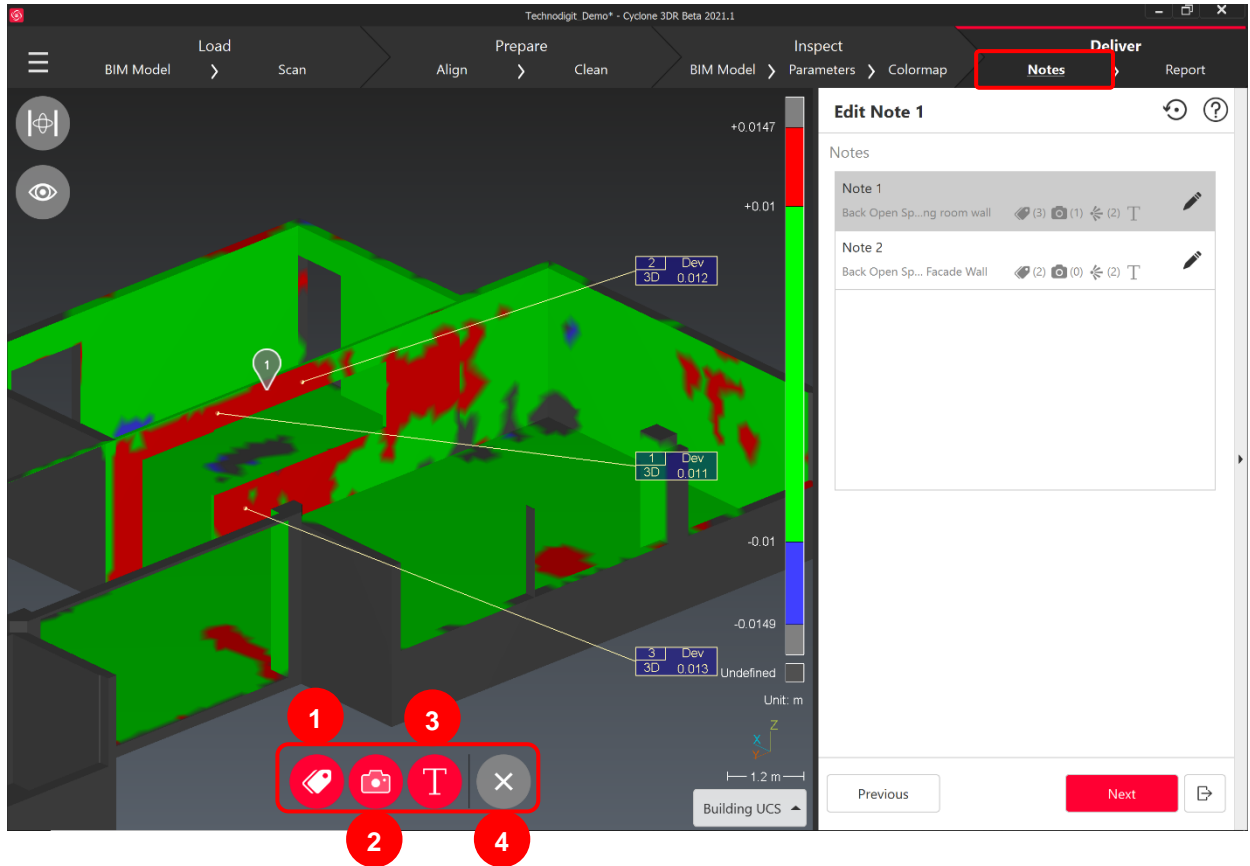 Technodigit_Demo* - Cyclone 3DR Beta 2021.1
Load
BIM Model
Scan
Prepare
Align
Clean
Inspect
BIM Model
Parameters
Colormap
Deliver
Notes
Report
+0.0147
+0.01
-0.01
-0.0149
Undefined
Unit: m
2 Dev
3D 0.012
1
1 Dev
3D 0.011
3 Dev
3D 0.013
Z
X
Y
1.2 m
Building UCS
1
3
T
2
4
Edit Note 1
Notes
Note 1
Back Open Sp...ng room wall (3) (1) (2) T
Note 2
Back Open Sp... Facade Wall (2) (0) (2) T
Previous
Next